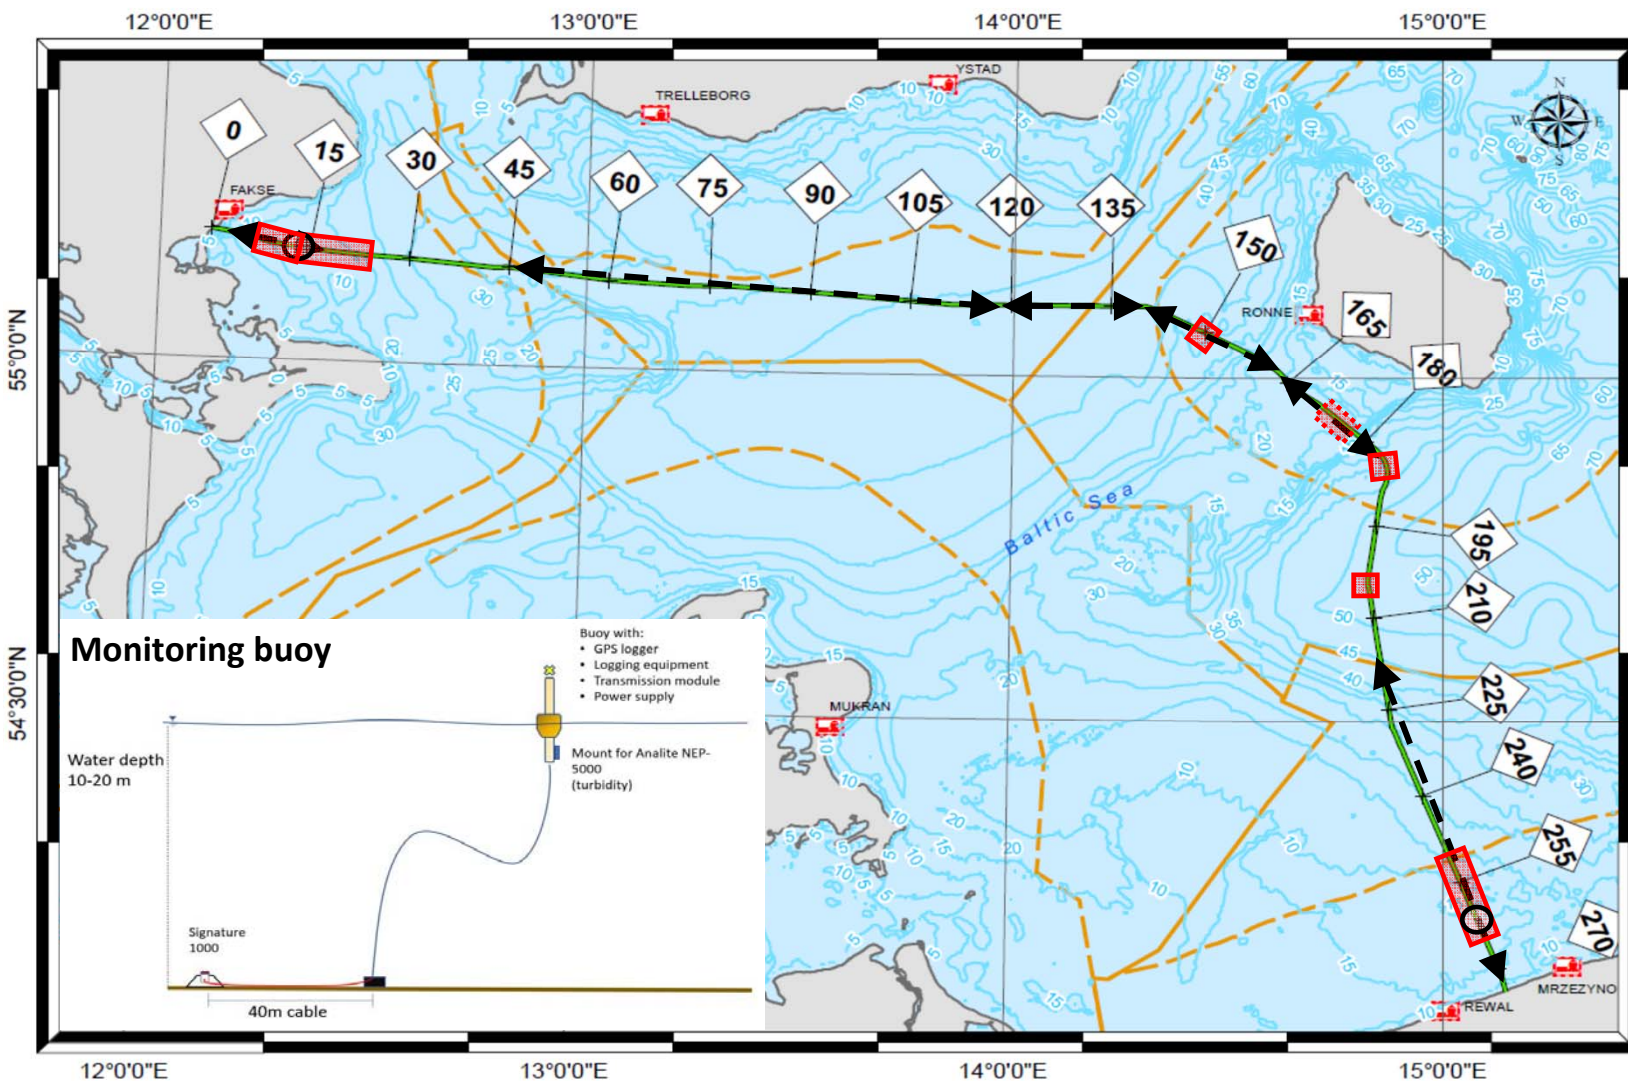 12°0'0"E
13°0'0"E
14°0'0"E
15°0'0"E
YSTAD
TRELLEBORG
N
W
E
S
0
15
30
45
60
75
90
105
120
135
150
165
180
195
210
225
240
255
270
FAKSE
RONNE
55°0'0"N
54°30'0"N
Baltic Sea
MUKRAN
MRZEZYNO
REWAL
Monitoring buoy
Buoy with:
• GPS logger
• Logging equipment
• Transmission module
• Power supply
Water depth
10-20 m
Mount for Analite NEP-
5000
(turbidity)
Signature
1000
40m cable
12°0'0"E
13°0'0"E
14°0'0"E
15°0'0"E